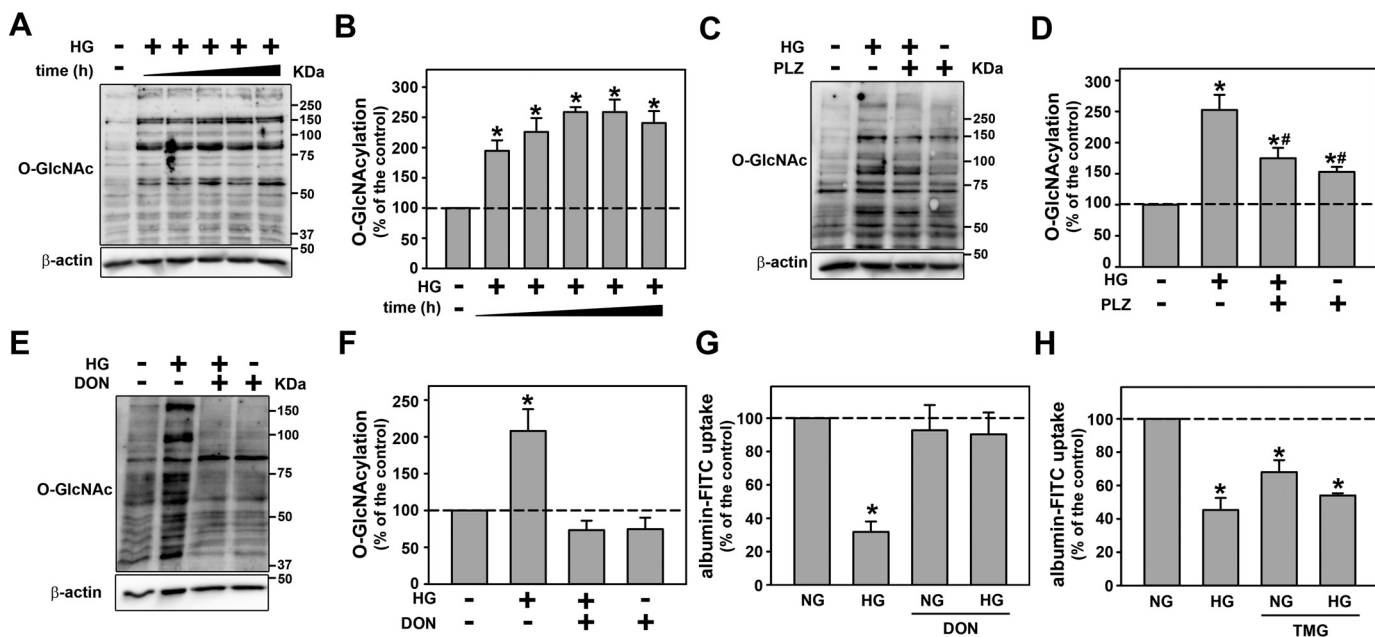 A
HG - + + + + +
time (h) - KDa
250
150
100
75
50
37
50
O-GlcNAc
β-actin
B
O-GlcNAcylation
(% of the control)
300
250
200
150
100
50
0
* * * * *
HG - + + + + +
time (h) -
C
HG - + + -
PLZ - - + + KDa
250
150
100
75
50
50
O-GlcNAc
β-actin
D
O-GlcNAcylation
(% of the control)
300
250
200
150
100
50
0
* *# *#
HG - + + -
PLZ - - + +
E
HG - + + -
DON - - + + KDa
150
100
75
50
37
50
O-GlcNAc
β-actin
F
O-GlcNAcylation
(% of the control)
250
200
150
100
50
0
*
HG - + + -
DON - - + +
G
albumin-FITC uptake
(% of the control)
100
80
60
40
20
0
*
NG HG NG HG
DON
H
albumin-FITC uptake
(% of the control)
100
80
60
40
20
0
* * *
NG HG NG HG
TMG